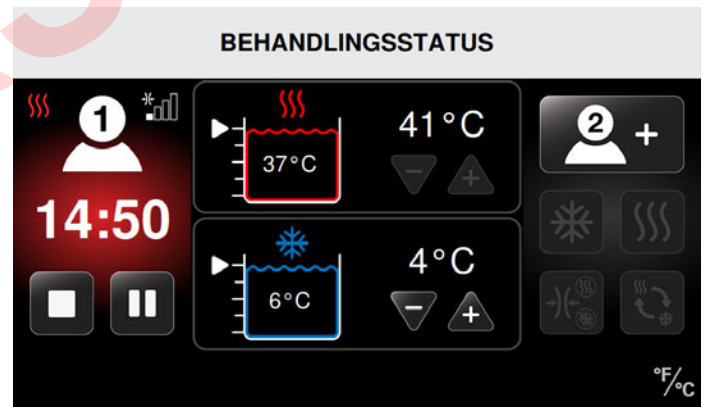 BEHANDLINGSSTATUS
1
14:50
37°C
41°C
6°C
4°C
2 +
°F/°C